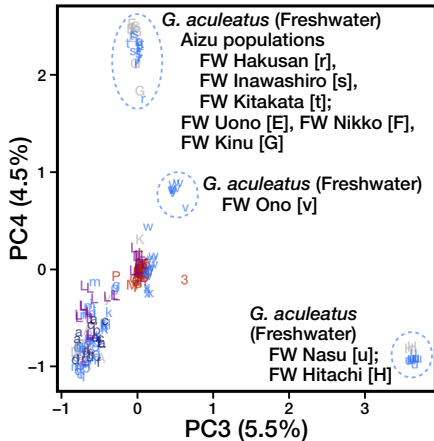 G. aculeatus (Freshwater)
Aizu populations
FW Hakusan [r],
FW Inawashiro [s],
FW Kitakata [t];
FW Uono [E], FW Nikko [F],
FW Kinu [G]
G. aculeatus (Freshwater)
FW Ono [v]
G. aculeatus
(Freshwater)
FW Nasu [u];
FW Hitachi [H]
PC4 (4.5%)
2
1
0
−1
−1
0
1
2
3
PC3 (5.5%)
G
r
v
w
K
P
3
m